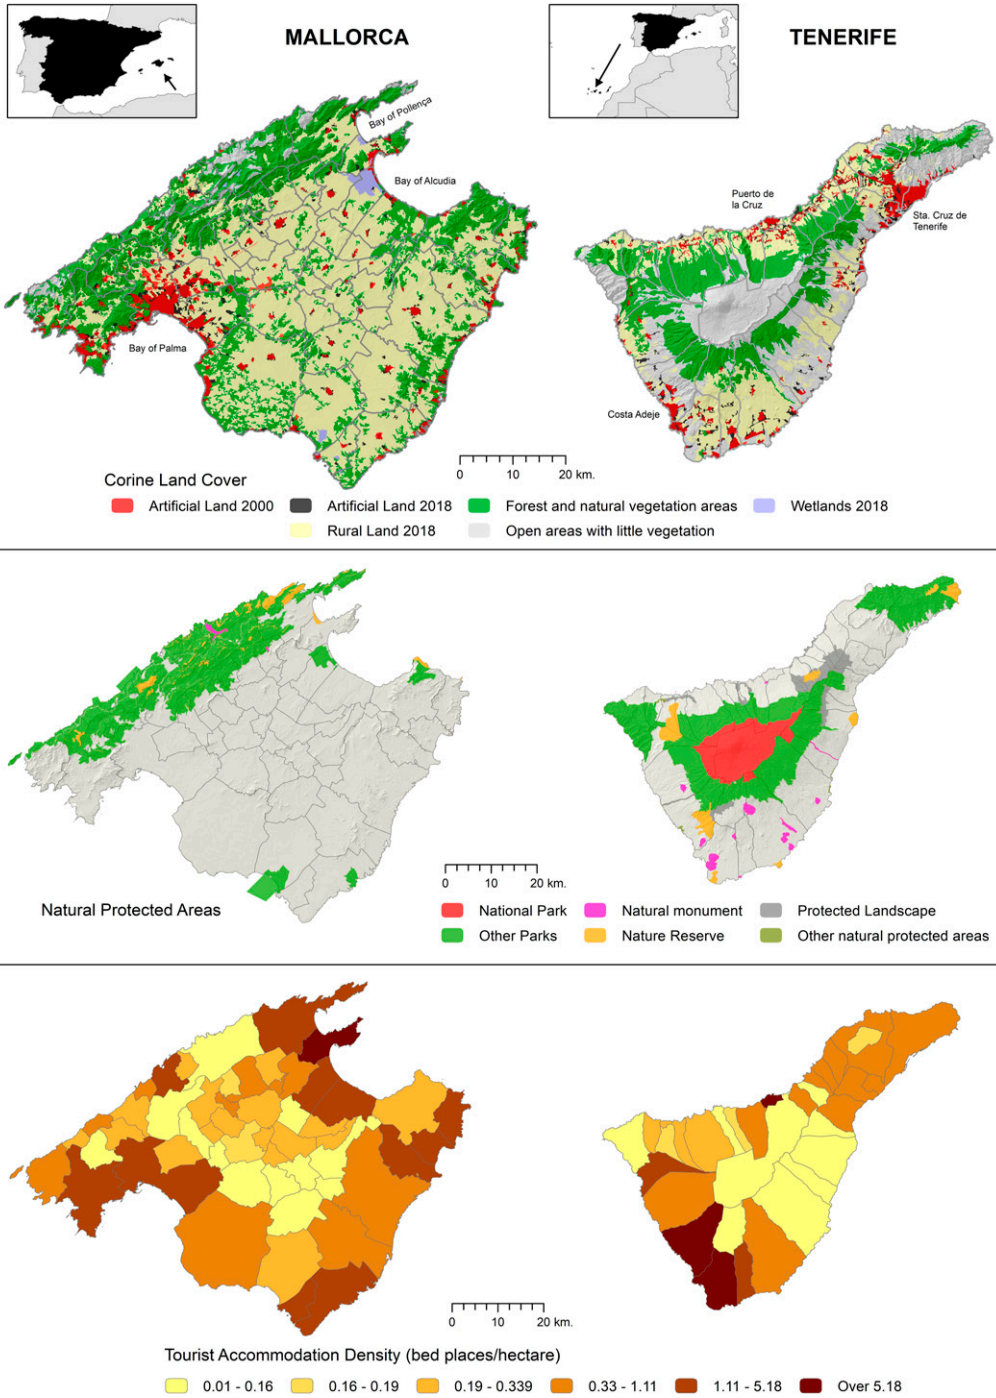 MALLORCA
TENERIFE
Bay of Pollença
Bay of Alcudia
Bay of Palma
Puerto de
la Cruz
Sta. Cruz de
Tenerife
Costa Adeje
0 10 20 km.
Corine Land Cover
Artificial Land 2000
Artificial Land 2018
Forest and natural vegetation areas
Wetlands 2018
Rural Land 2018
Open areas with little vegetation
0 10 20 km.
Natural Protected Areas
National Park
Natural monument
Protected Landscape
Other Parks
Nature Reserve
Other natural protected areas
0 10 20 km.
Tourist Accommodation Density (bed places/hectare)
0.01 - 0.16
0.16 - 0.19
0.19 - 0.339
0.33 - 1.11
1.11 - 5.18
Over 5.18